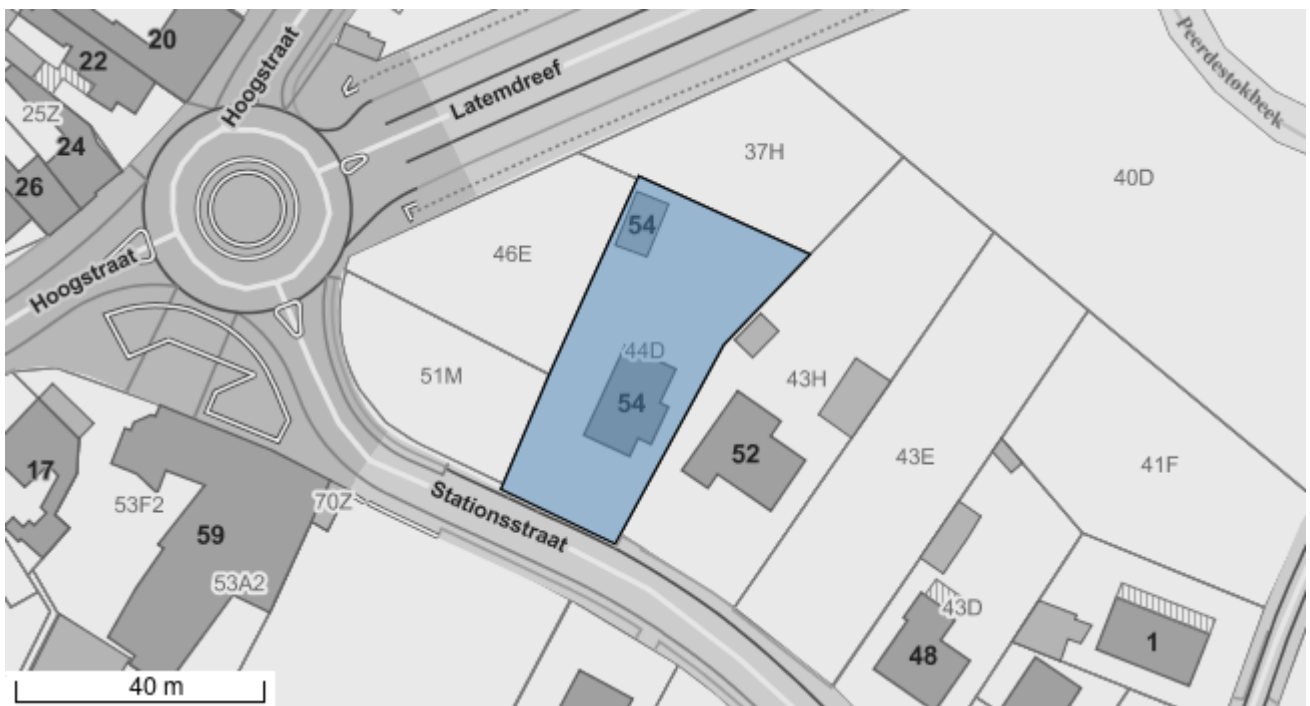 20
Hoogstraat
22
Latemdreef
Peerdestokbeek
25Z
24
37H
40D
26
54
46E
Hoogstraat
44D
51M
43H
54
52
43E
41F
17
53F2
70Z
Stationsstraat
59
53A2
43D
1
48
40 m